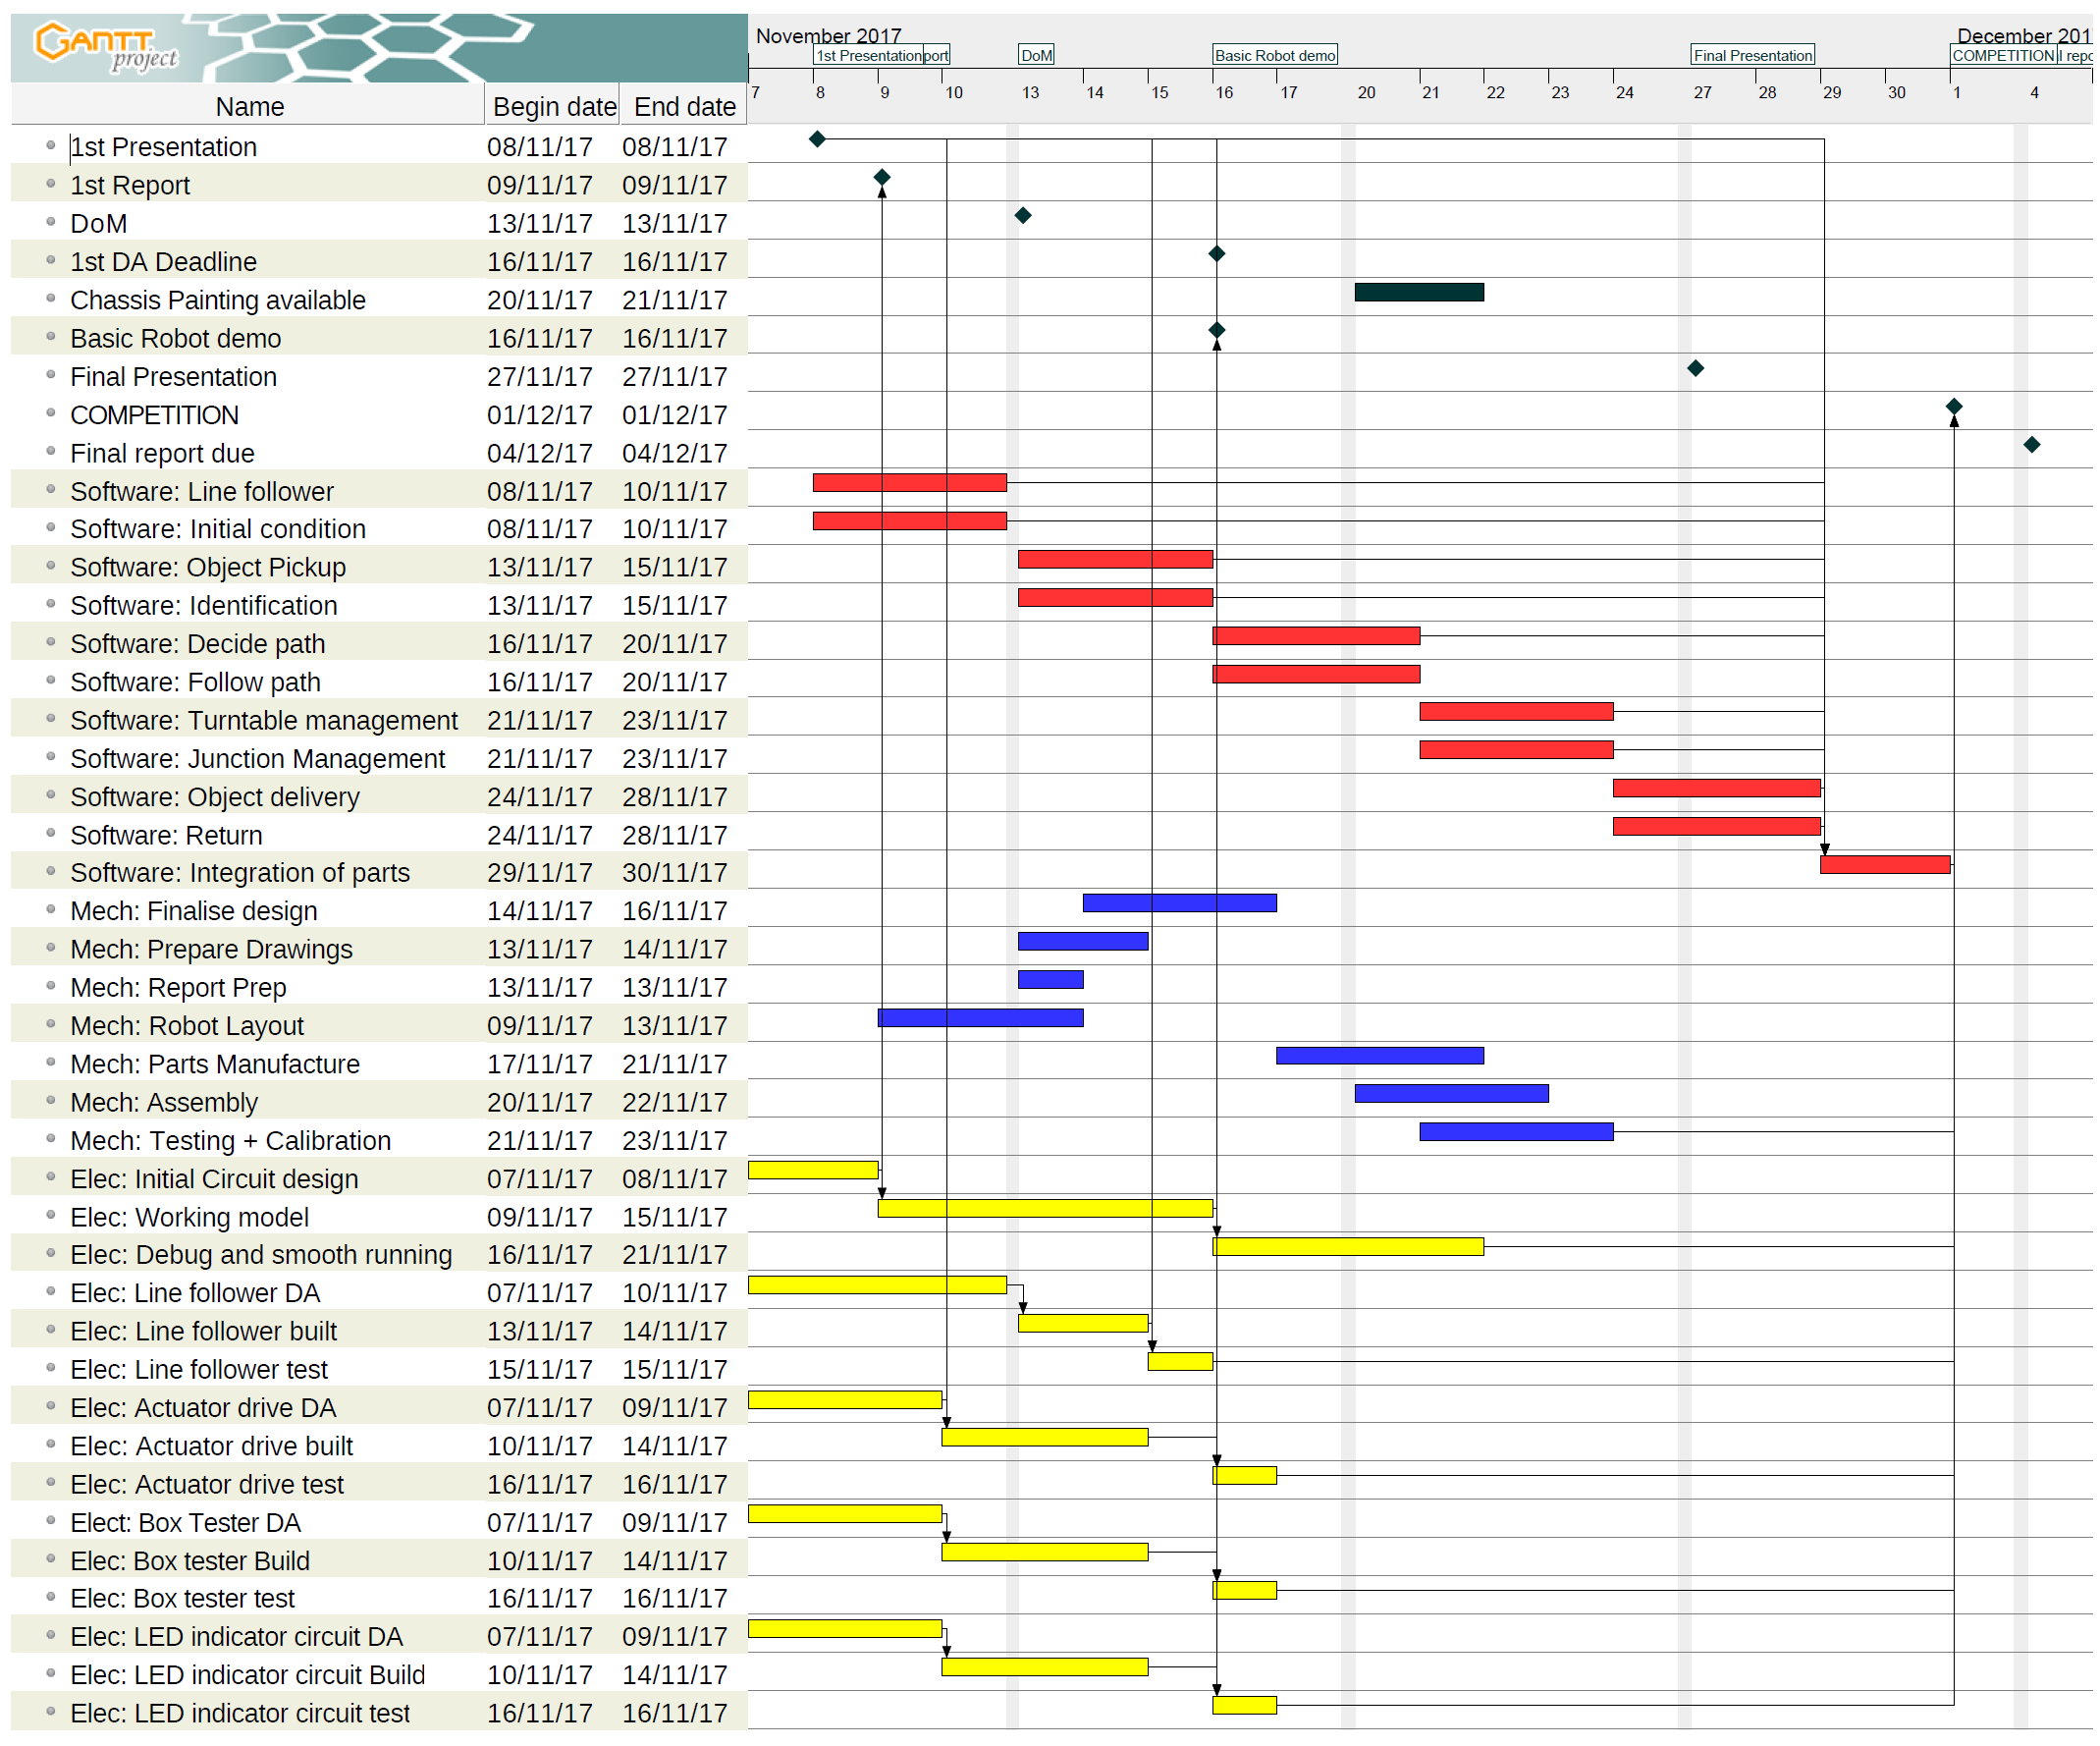 GANTT project
November 2017 December 201
1st Presentation port DoM Basic Robot demo Final Presentation COMPETITION l repo
7 8 9 10 13 14 15 16 17 20 21 22 23 24 27 28 29 30 1 4
Name Begin date End date
1st Presentation 08/11/17 08/11/17
1st Report 09/11/17 09/11/17
DoM 13/11/17 13/11/17
1st DA Deadline 16/11/17 16/11/17
Chassis Painting available 20/11/17 21/11/17
Basic Robot demo 16/11/17 16/11/17
Final Presentation 27/11/17 27/11/17
COMPETITION 01/12/17 01/12/17
Final report due 04/12/17 04/12/17
Software: Line follower 08/11/17 10/11/17
Software: Initial condition 08/11/17 10/11/17
Software: Object Pickup 13/11/17 15/11/17
Software: Identification 13/11/17 15/11/17
Software: Decide path 16/11/17 20/11/17
Software: Follow path 16/11/17 20/11/17
Software: Turntable management 21/11/17 23/11/17
Software: Junction Management 21/11/17 23/11/17
Software: Object delivery 24/11/17 28/11/17
Software: Return 24/11/17 28/11/17
Software: Integration of parts 29/11/17 30/11/17
Mech: Finalise design 14/11/17 16/11/17
Mech: Prepare Drawings 13/11/17 14/11/17
Mech: Report Prep 13/11/17 13/11/17
Mech: Robot Layout 09/11/17 13/11/17
Mech: Parts Manufacture 17/11/17 21/11/17
Mech: Assembly 20/11/17 22/11/17
Mech: Testing + Calibration 21/11/17 23/11/17
Elec: Initial Circuit design 07/11/17 08/11/17
Elec: Working model 09/11/17 15/11/17
Elec: Debug and smooth running 16/11/17 21/11/17
Elec: Line follower DA 07/11/17 10/11/17
Elec: Line follower built 13/11/17 14/11/17
Elec: Line follower test 15/11/17 15/11/17
Elec: Actuator drive DA 07/11/17 09/11/17
Elec: Actuator drive built 10/11/17 14/11/17
Elec: Actuator drive test 16/11/17 16/11/17
Elect: Box Tester DA 07/11/17 09/11/17
Elec: Box tester Build 10/11/17 14/11/17
Elec: Box tester test 16/11/17 16/11/17
Elec: LED indicator circuit DA 07/11/17 09/11/17
Elec: LED indicator circuit Build 10/11/17 14/11/17
Elec: LED indicator circuit test 16/11/17 16/11/17